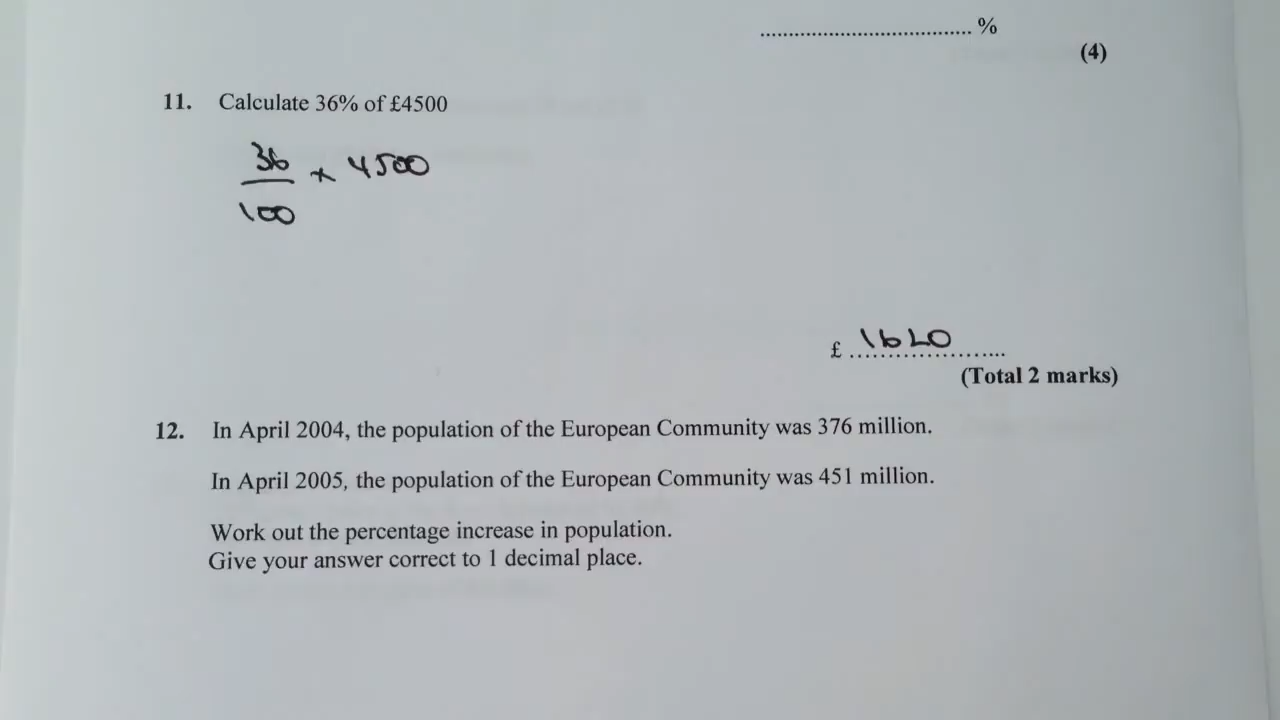 ..................................... %
(4)
11. Calculate 36% of £4500
36
100
× 4500
£ 1620
(Total 2 marks)
12. In April 2004, the population of the European Community was 376 million.
In April 2005, the population of the European Community was 451 million.
Work out the percentage increase in population.
Give your answer correct to 1 decimal place.